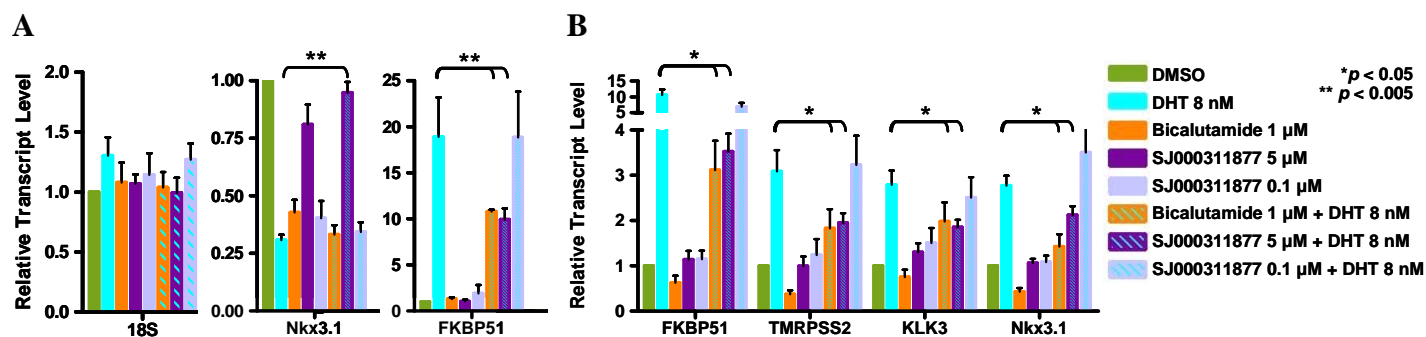 A
Relative Transcript Level
2.0
1.5
1.0
0.5
0.0
18S
**
1.00
0.75
0.50
0.25
0.00
Nkx3.1
**
25
20
15
10
5
0
FKBP51
B
Relative Transcript Level
15
10
5
4
3
2
1
0
*
*
*
*
FKBP51
TMRPSS2
KLK3
Nkx3.1
DMSO
DHT 8 nM
Bicalutamide 1 µM
SJ000311877 5 µM
SJ000311877 0.1 µM
Bicalutamide 1 µM + DHT 8 nM
SJ000311877 5 µM + DHT 8 nM
SJ000311877 0.1 µM + DHT 8 nM
*p < 0.05
** p < 0.005